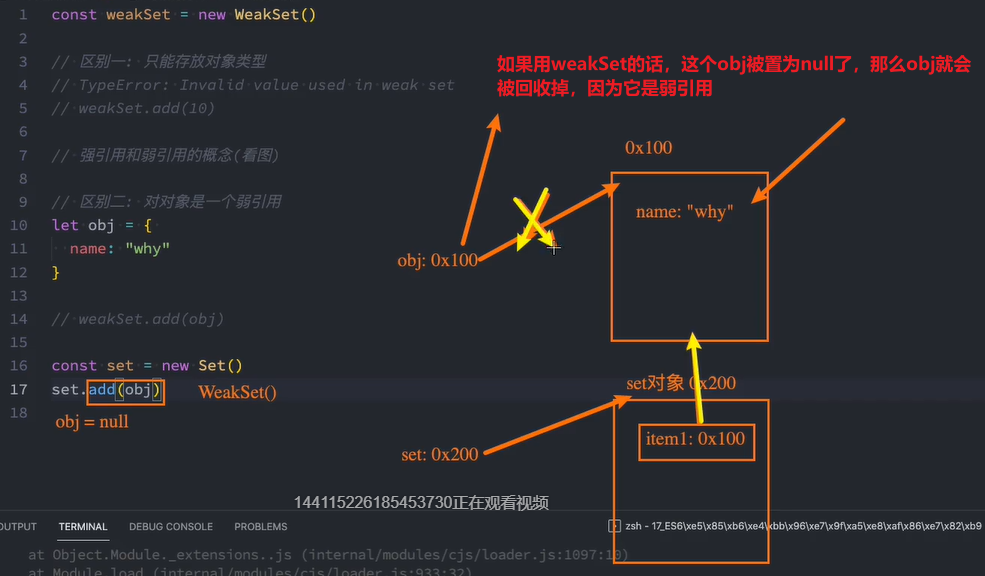 1 const weakSet = new WeakSet()
2
3 // 区别一: 只能存放对象类型
4 // TypeError: Invalid value used in weak set
5 // weakSet.add(10)
6
7 // 强引用和弱引用的概念(看图)
8
9 // 区别二: 对对象是一个弱引用
10 let obj = {
11 name: "why"
12 }
13
14 // weakSet.add(obj)
15
16 const set = new Set()
17 set.add(obj)
18
WeakSet()
obj = null
如果用weakSet的话，这个obj被置为null了，那么obj就会
被回收掉，因为它是弱引用
0x100
name: "why"
obj: 0x100
set对象 0x200
item1: 0x100
set: 0x200
144115226185453730正在观看视频
OUTPUT TERMINAL DEBUG CONSOLE PROBLEMS
zsh - 17_ES6\xe5\x85\xb6\xe4\xbb\x96\xe7\x9f\xa5\xe8\xaf\x86\xe7\x82\xb9
at Object.Module._extensions..js (internal/modules/cjs/loader.js:1097:10)
at Module.load (internal/modules/cjs/loader.js:933:32)